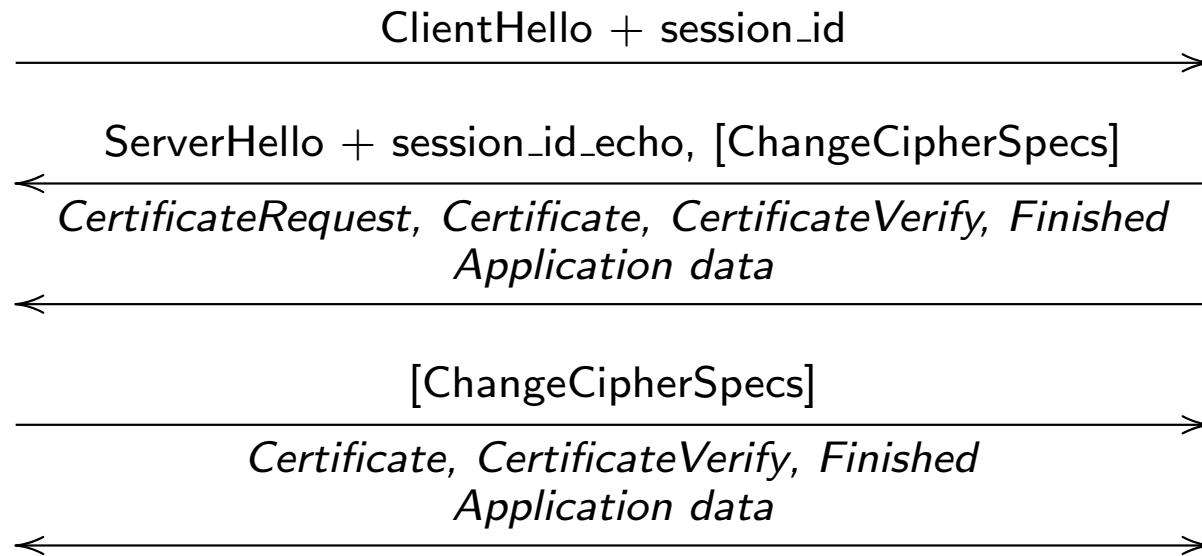 ClientHello + session_id
ServerHello + session_id_echo, [ChangeCipherSpecs]
CertificateRequest, Certificate, CertificateVerify, Finished
Application data
[ChangeCipherSpecs]
Certificate, CertificateVerify, Finished
Application data